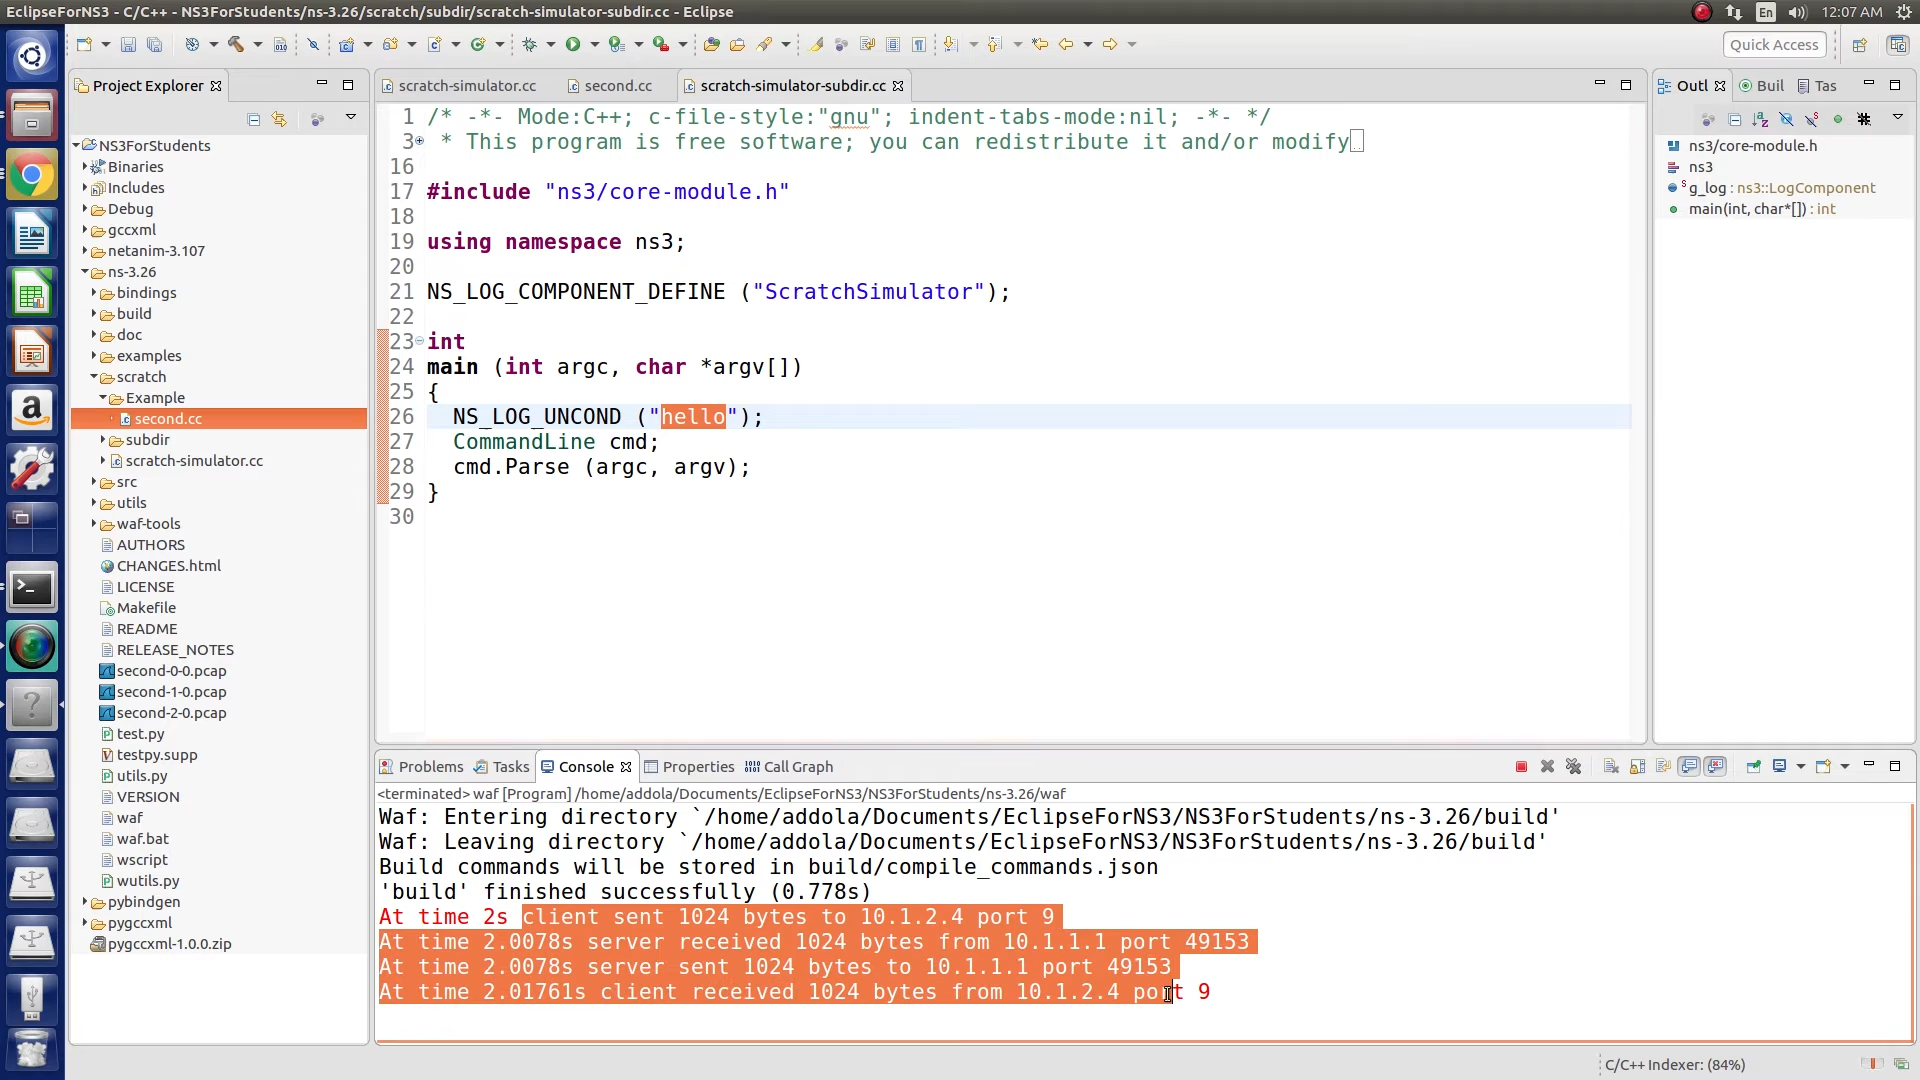 EclipseForNS3 - C/C++ - NS3ForStudents/ns-3.26/scratch/subdir/scratch-simulator-subdir.cc - Eclipse
En
12:07 AM
Quick Access
Project Explorer
scratch-simulator.cc
second.cc
scratch-simulator-subdir.cc
Outl
Buil
Tas
NS3ForStudents
Binaries
Includes
Debug
gccxml
netanim-3.107
ns-3.26
bindings
build
doc
examples
scratch
Example
second.cc
subdir
scratch-simulator.cc
src
utils
waf-tools
AUTHORS
CHANGES.html
LICENSE
Makefile
README
RELEASE_NOTES
second-0-0.pcap
second-1-0.pcap
second-2-0.pcap
test.py
testpy.supp
utils.py
VERSION
waf
waf.bat
wscript
wutils.py
pybindgen
pygccxml
pygccxml-1.0.0.zip
1 /* -*- Mode:C++; c-file-style:"gnu"; indent-tabs-mode:nil; -*- */
3 * This program is free software; you can redistribute it and/or modify
16
17 #include "ns3/core-module.h"
18
19 using namespace ns3;
20
21 NS_LOG_COMPONENT_DEFINE ("ScratchSimulator");
22
23 int
24 main (int argc, char *argv[])
25 {
26 NS_LOG_UNCOND ("hello");
27 CommandLine cmd;
28 cmd.Parse (argc, argv);
29 }
30
ns3/core-module.h
ns3
g_log : ns3::LogComponent
main(int, char*[]) : int
Problems
Tasks
Console
Properties
Call Graph
<terminated> waf [Program] /home/addola/Documents/EclipseForNS3/NS3ForStudents/ns-3.26/waf
Waf: Entering directory `/home/addola/Documents/EclipseForNS3/NS3ForStudents/ns-3.26/build'
Waf: Leaving directory `/home/addola/Documents/EclipseForNS3/NS3ForStudents/ns-3.26/build'
Build commands will be stored in build/compile_commands.json
'build' finished successfully (0.778s)
At time 2s client sent 1024 bytes to 10.1.2.4 port 9
At time 2.0078s server received 1024 bytes from 10.1.1.1 port 49153
At time 2.0078s server sent 1024 bytes to 10.1.1.1 port 49153
At time 2.01761s client received 1024 bytes from 10.1.2.4 port 9
C/C++ Indexer: (84%)